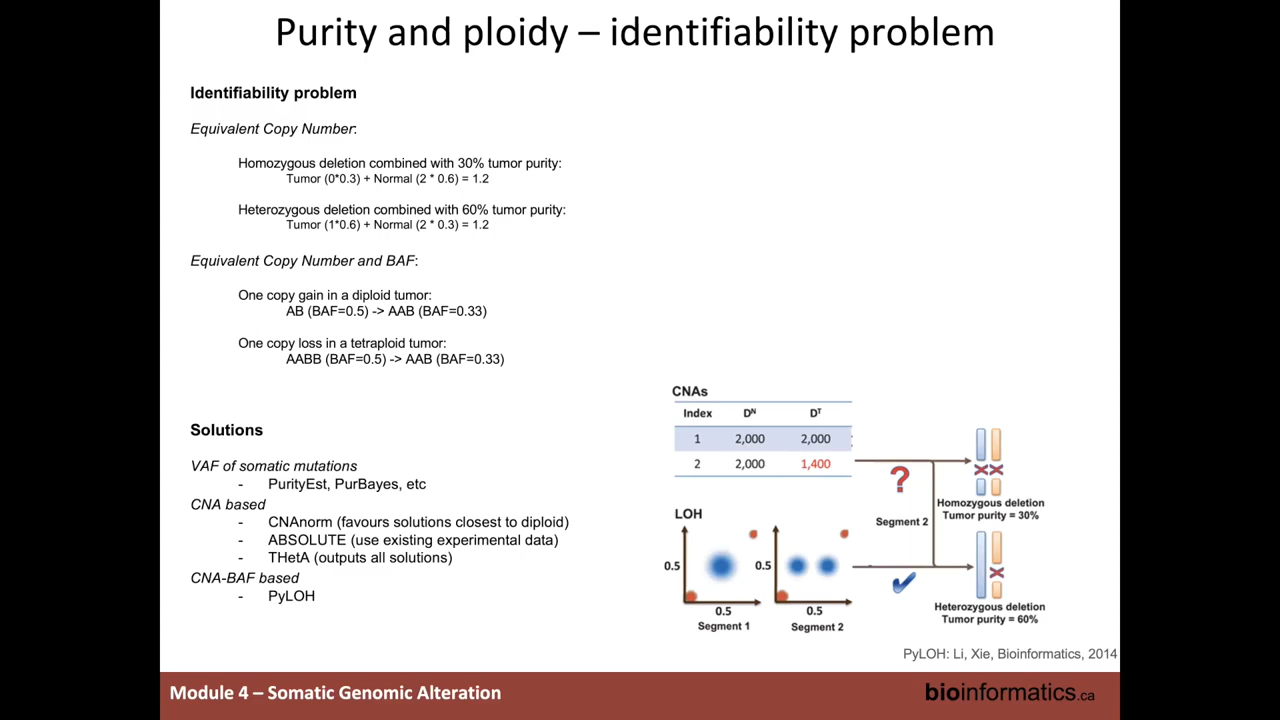 Purity and ploidy – identifiability problem
Identifiability problem
Equivalent Copy Number:
Homozygous deletion combined with 30% tumor purity:
Tumor (0*0.3) + Normal (2 * 0.6) = 1.2
Heterozygous deletion combined with 60% tumor purity:
Tumor (1*0.6) + Normal (2 * 0.3) = 1.2
Equivalent Copy Number and BAF:
One copy gain in a diploid tumor:
AB (BAF=0.5) -> AAB (BAF=0.33)
One copy loss in a tetraploid tumor:
AABB (BAF=0.5) -> AAB (BAF=0.33)
Solutions
VAF of somatic mutations
- PurityEst, PurBayes, etc
CNA based
- CNAnorm (favours solutions closest to diploid)
- ABSOLUTE (use existing experimental data)
- THetA (outputs all solutions)
CNA-BAF based
- PyLOH
CNAs
Index Dᴺ Dᵀ
1 2,000 2,000
2 2,000 1,400
?
Segment 2
Homozygous deletion
Tumor purity = 30%
LOH
0.5 0.5
0.5 0.5
Segment 1 Segment 2
Heterozygous deletion
Tumor purity = 60%
PyLOH: Li, Xie, Bioinformatics, 2014
Module 4 – Somatic Genomic Alteration
bioinformatics.ca